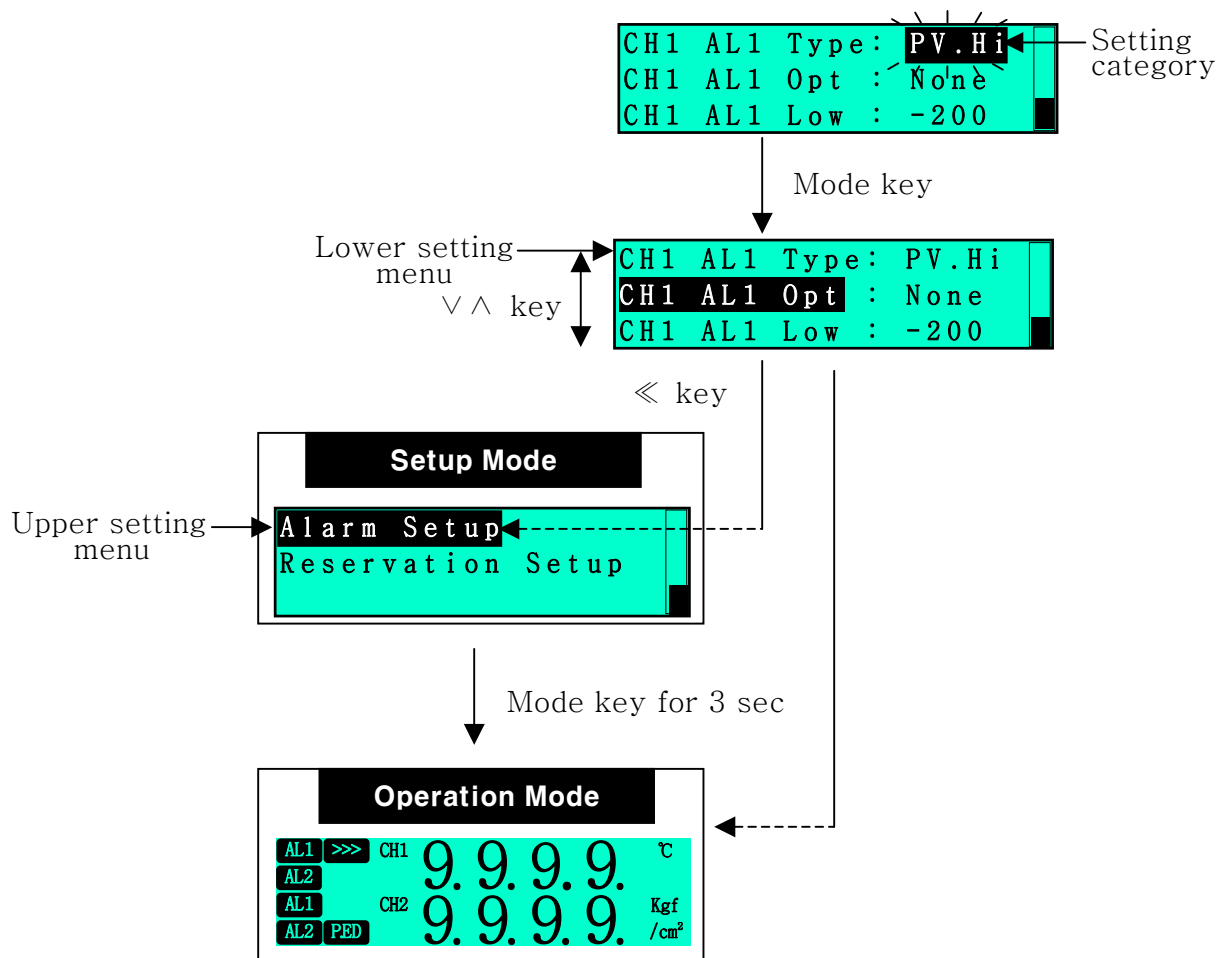 CH1 AL1 Type: PV.Hi
CH1 AL1 Opt : None
CH1 AL1 Low : -200
Setting
category
Mode key
Lower setting
menu
∨∧ key
CH1 AL1 Type: PV.Hi
CH1 AL1 Opt : None
CH1 AL1 Low : -200
≪ key
Setup Mode
Upper setting
menu
Alarm Setup
Reservation Setup
Mode key for 3 sec
Operation Mode
AL1 >>> CH1 9.9.9.9. ℃
AL2
AL1 CH2 9.9.9.9. Kgf
AL2 PED /cm²